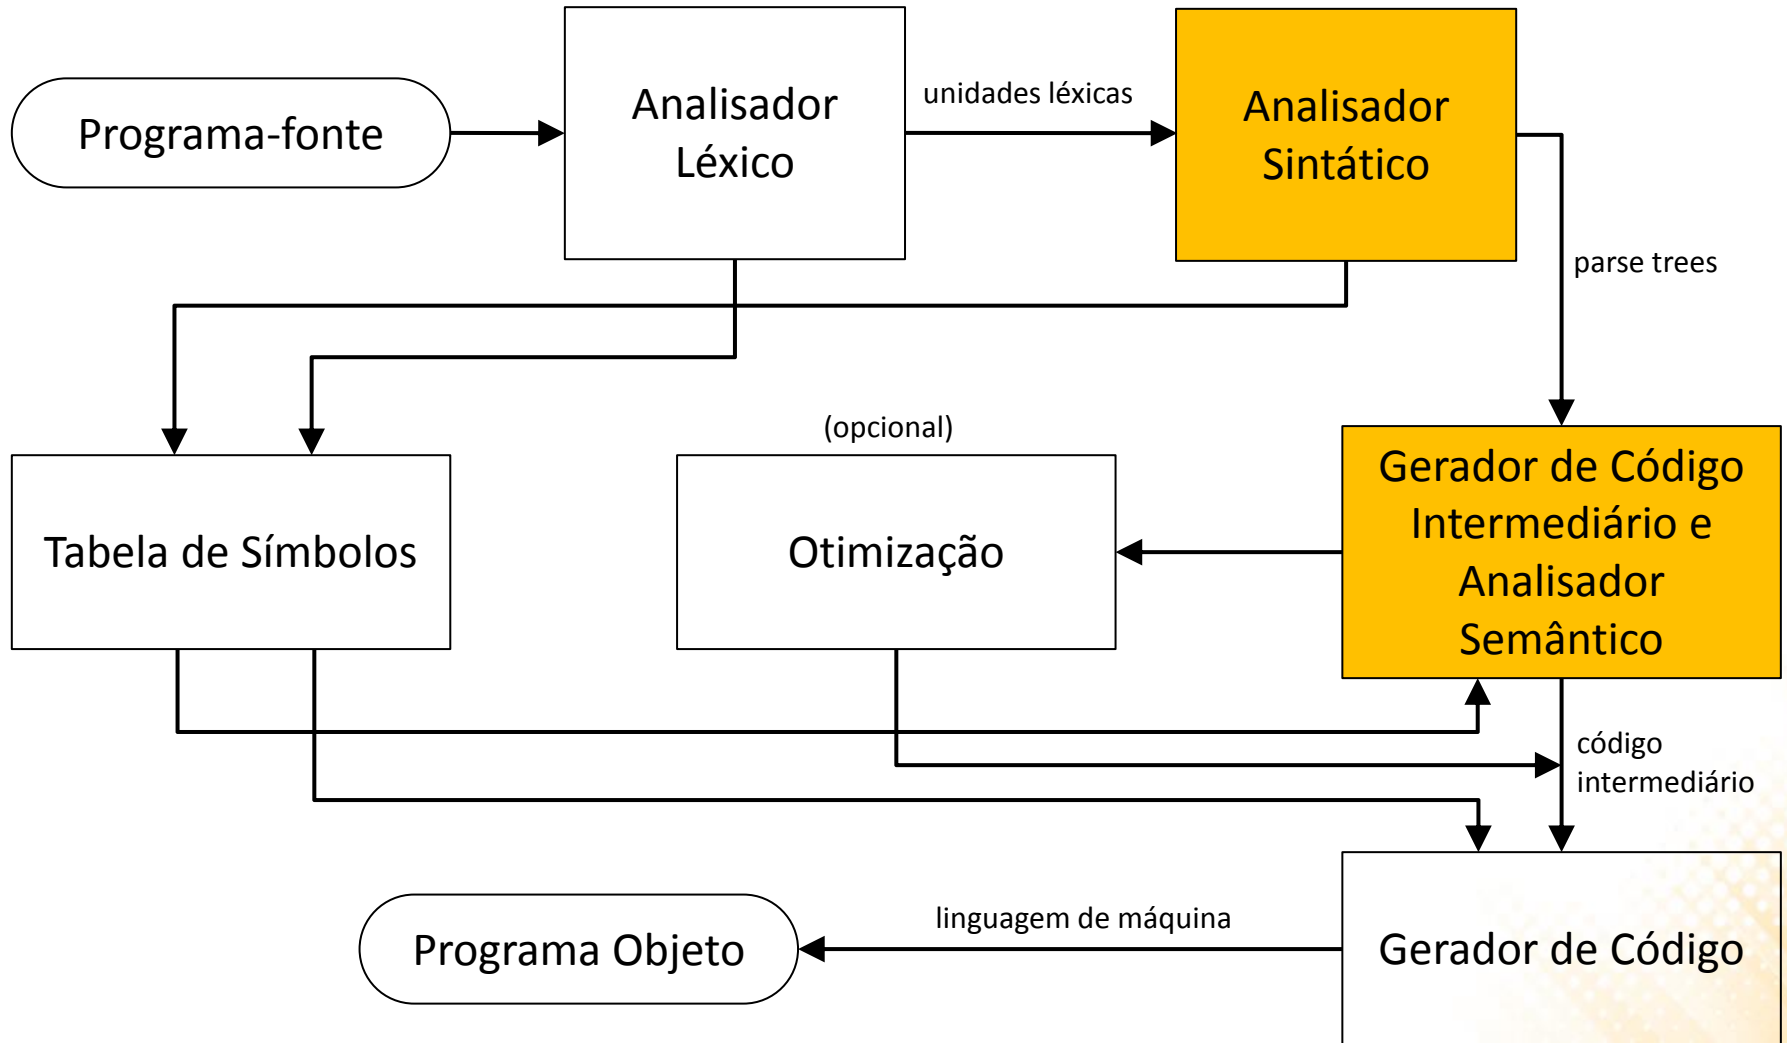 Programa-fonte
Analisador
Léxico
unidades léxicas
Analisador
Sintático
parse trees
Tabela de Símbolos
(opcional)
Otimização
Gerador de Código
Intermediário e
Analisador
Semântico
código
intermediário
Programa Objeto
linguagem de máquina
Gerador de Código